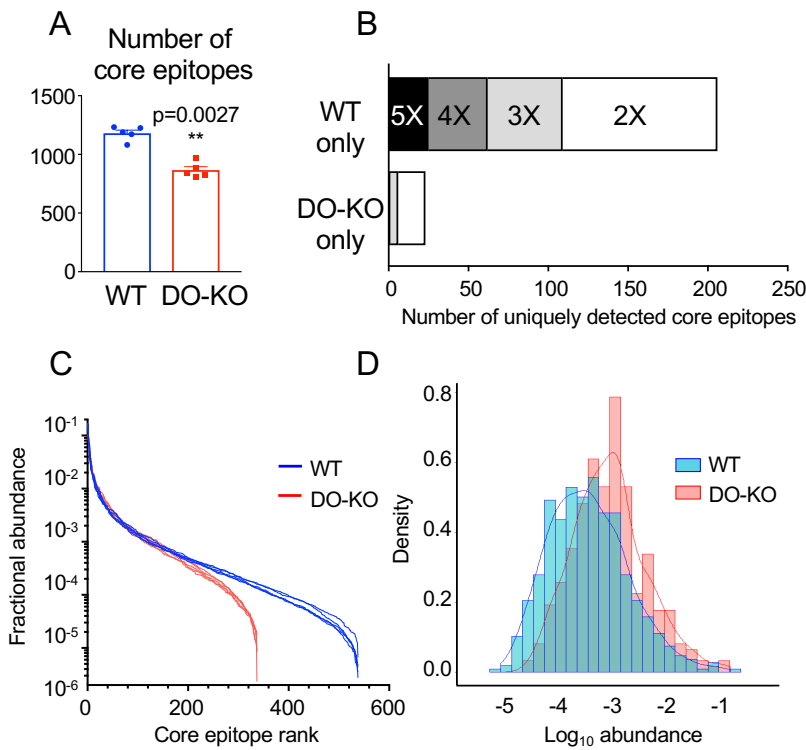 A
Number of
core epitopes
1500
1000
500
0
p=0.0027
**
WT
DO-KO
B
WT
only
5X
4X
3X
2X
DO-KO
only
0
50
100
150
200
250
Number of uniquely detected core epitopes
C
10-1
10-2
10-3
10-4
10-5
10-6
Fractional abundance
WT
DO-KO
0
200
400
600
Core epitope rank
D
0.8
0.6
0.4
0.2
0.0
Density
WT
DO-KO
-5
-4
-3
-2
-1
Log10 abundance